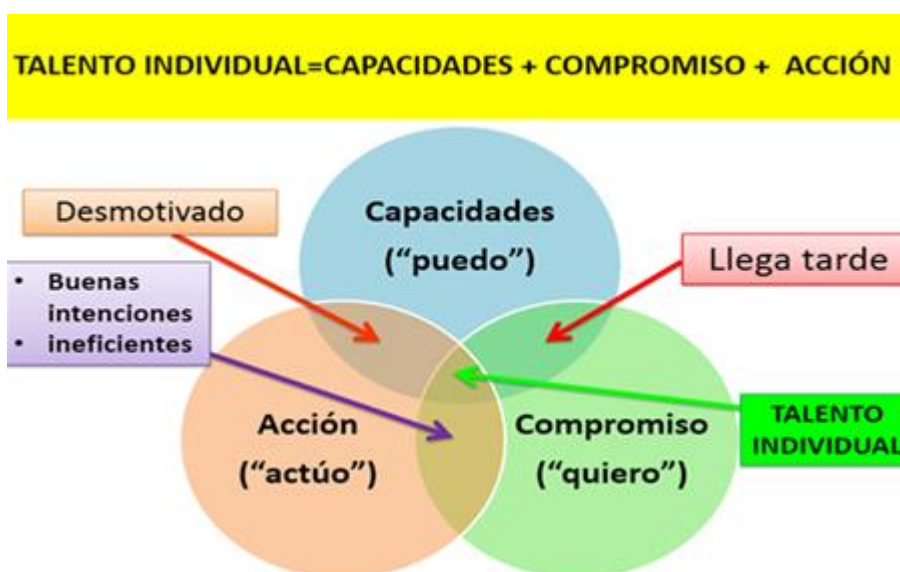 TALENTO INDIVIDUAL=CAPACIDADES + COMPROMISO + ACCIÓN
Desmotivado
Capacidades
(“puedo”)
Llega tarde
• Buenas
intenciones
• ineficientes
Acción
(“actúo”)
Compromiso
(“quiero”)
TALENTO
INDIVIDUAL